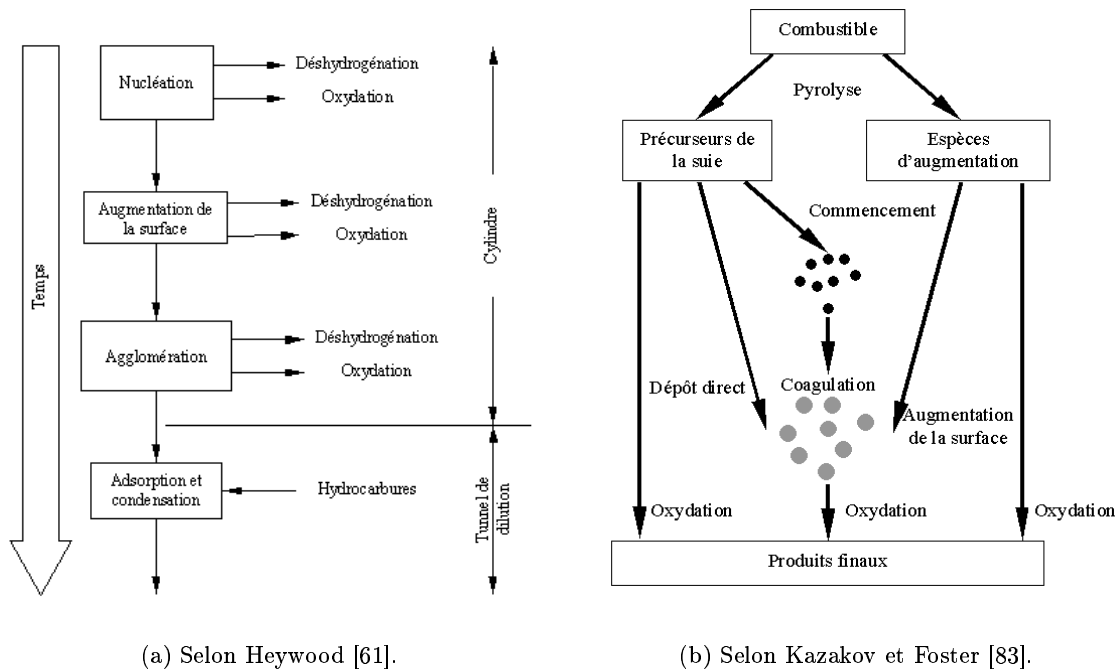 Temps
Nucléation
Déshydrogénation
Oxydation
Augmentation de
la surface
Déshydrogénation
Oxydation
Agglomération
Déshydrogénation
Oxydation
Adsorption et
condensation
Hydrocarbures
Cylindre
Tunnel de
dilution
(a) Selon Heywood [61].
Combustible
Pyrolyse
Précurseurs de
la suie
Espèces
d'augmentation
Commencement
Dépôt direct
Coagulation
Augmentation
de la surface
Oxydation
Oxydation
Oxydation
Produits finaux
(b) Selon Kazakov et Foster [83].